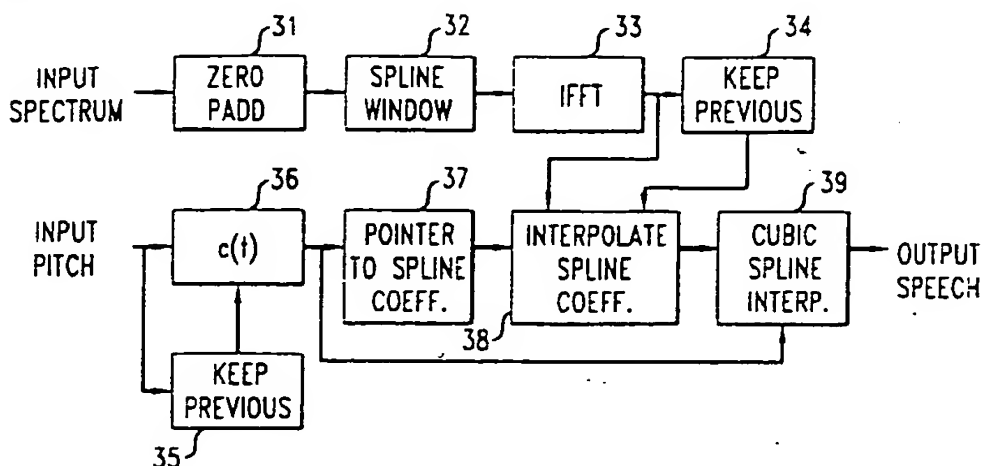 31
32
33
34
INPUT
SPECTRUM
ZERO
PADD
SPLINE
WINDOW
IFFT
KEEP
PREVIOUS
36
37
39
INPUT
PITCH
c(t)
POINTER
TO SPLINE
COEFF.
INTERPOLATE
SPLINE
COEFF.
CUBIC
SPLINE
INTERP.
OUTPUT
SPEECH
38
KEEP
PREVIOUS
35